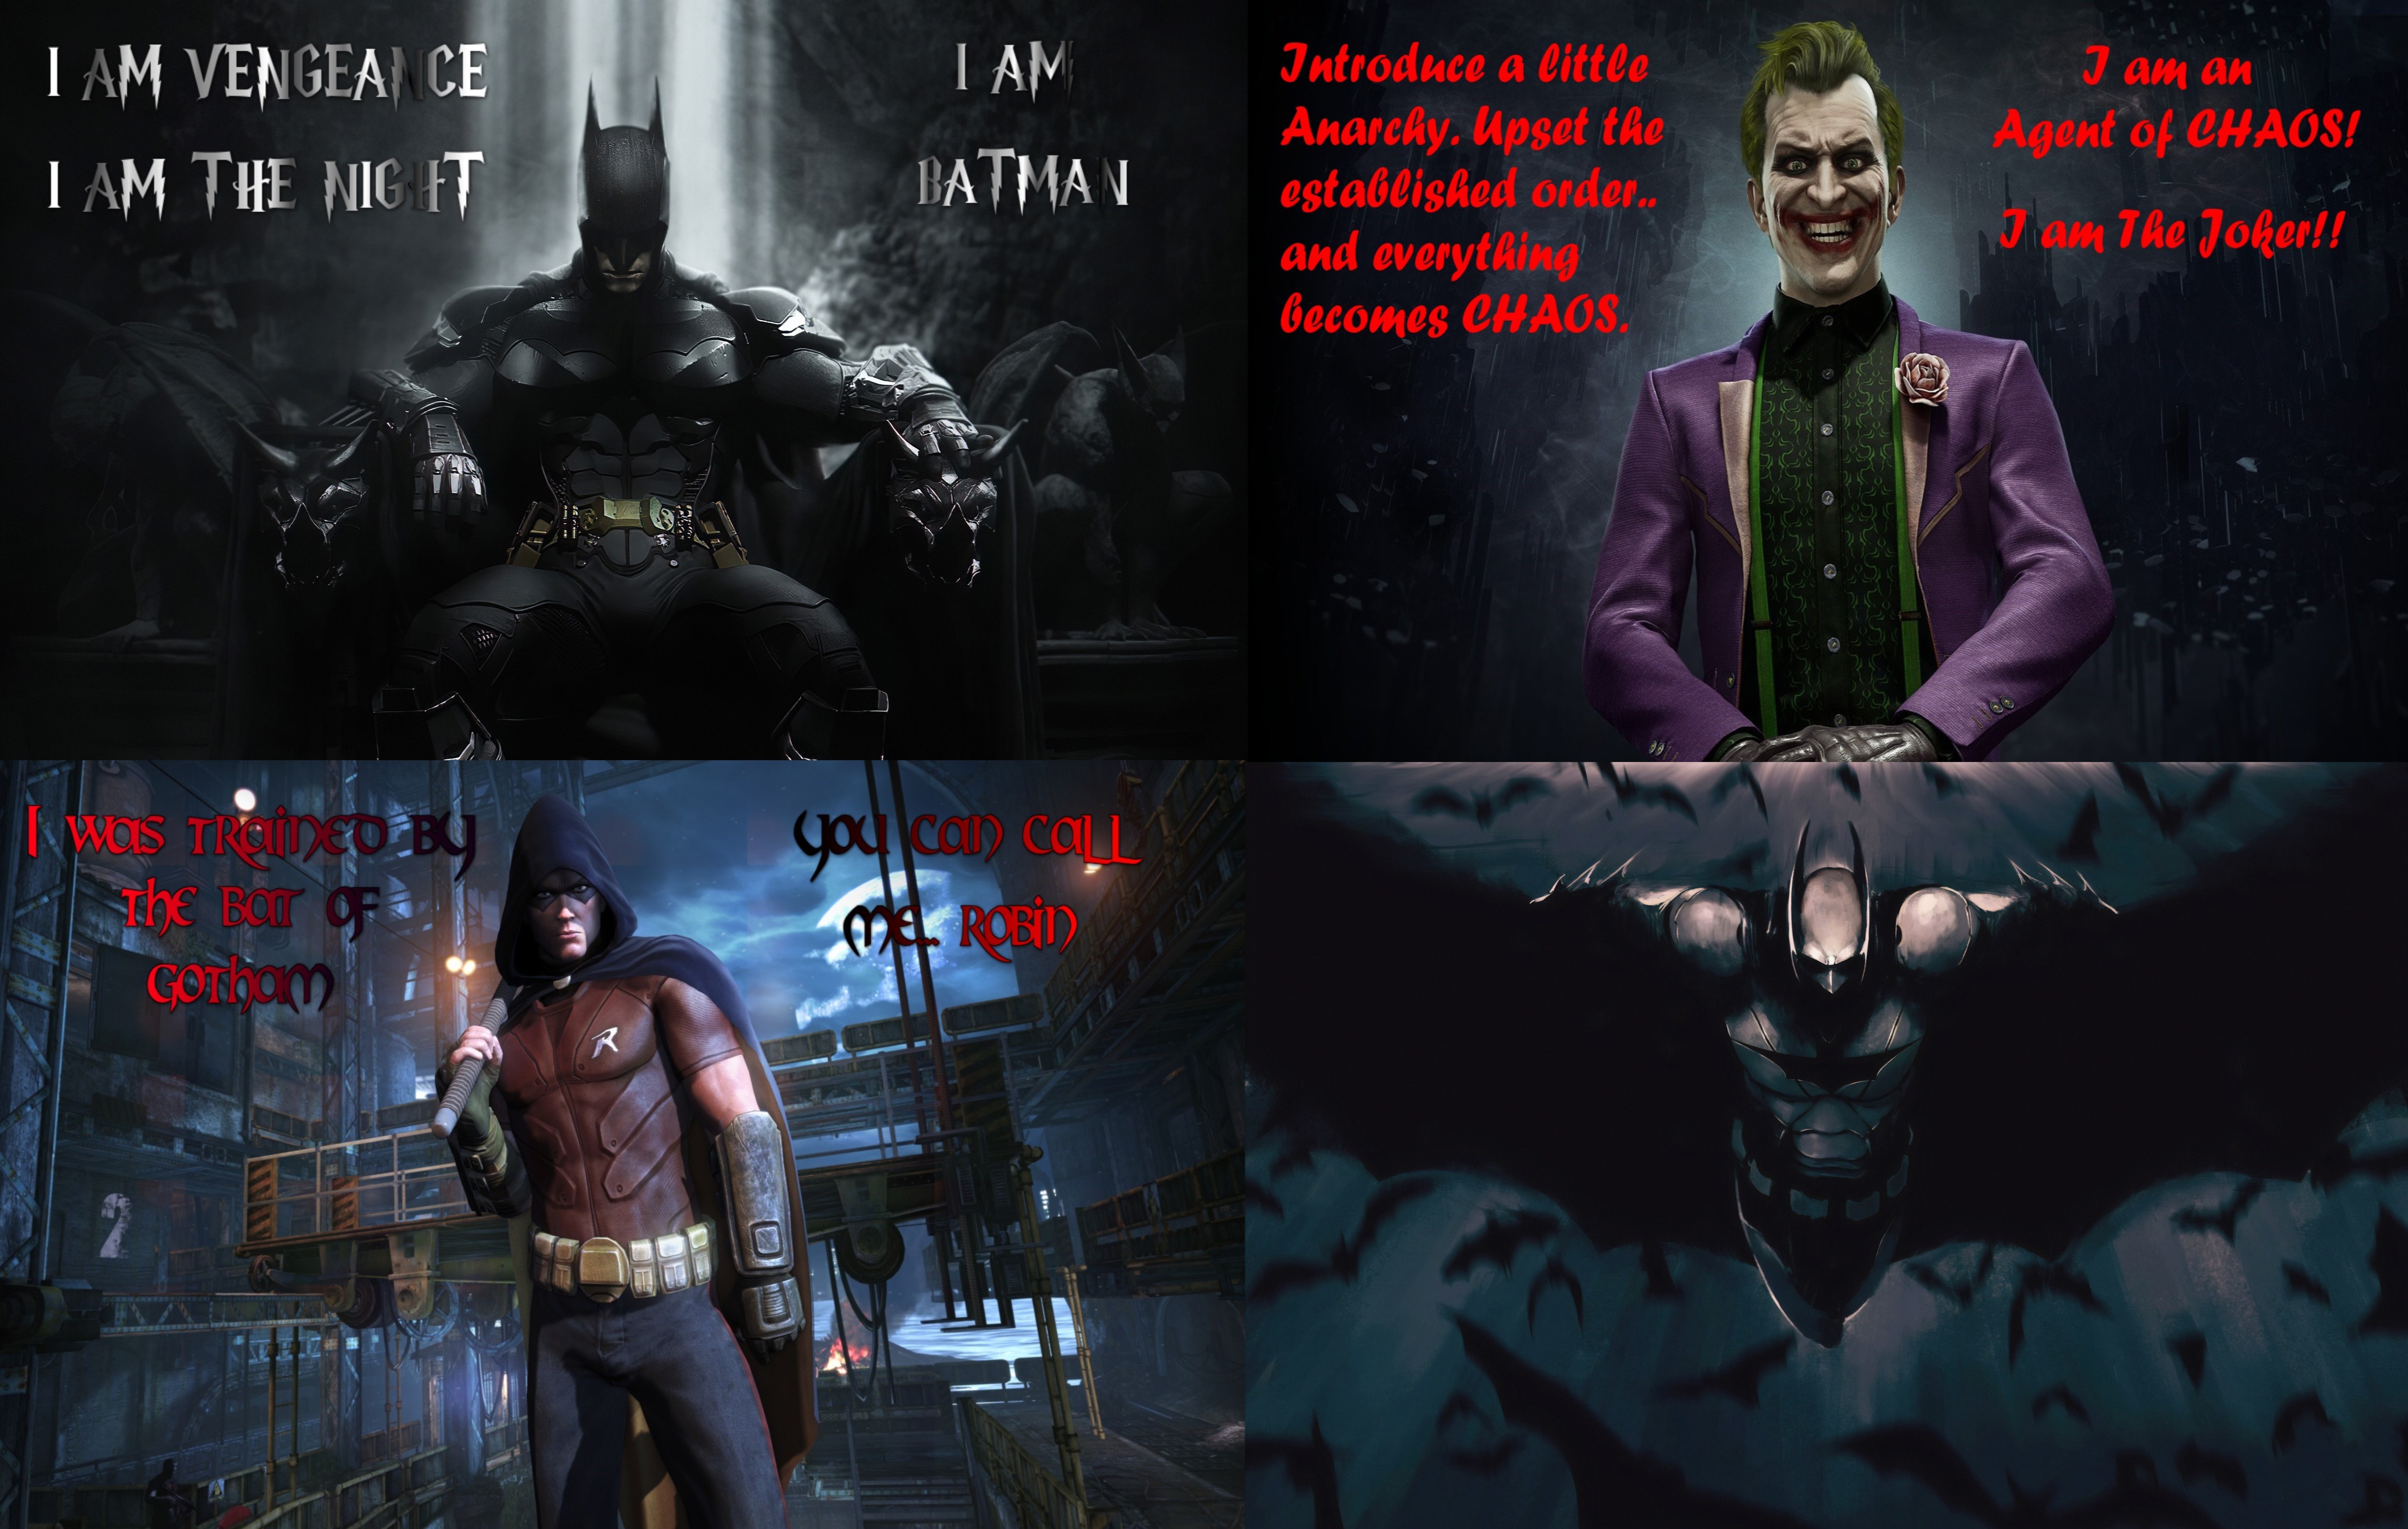 I AM VENGEANCE
I AM THE NIGHT
I AM
BATMAN
Introduce a little
Anarchy. Upset the
established order..
and everything
becomes CHAOS.
I am an
Agent of CHAOS!
I am The Joker!!
I was trained by
the Bat of
Gotham
You can call
me... Robin
R
2